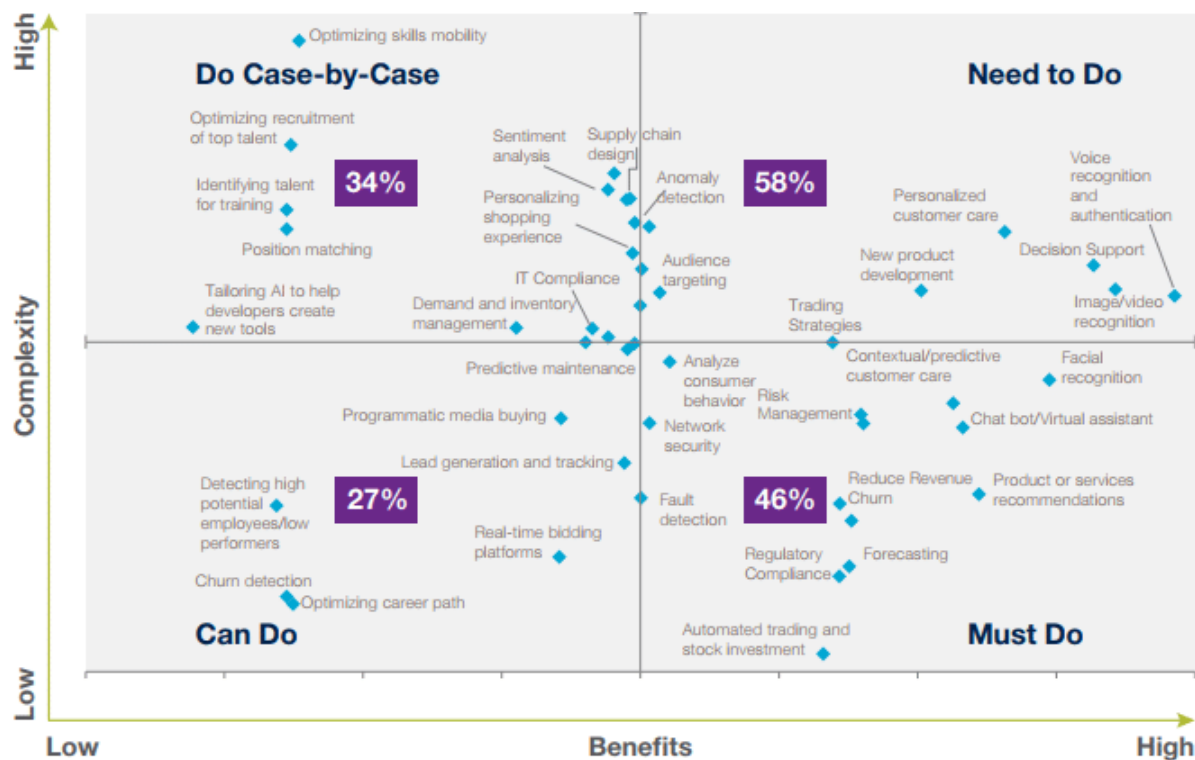 High
Optimizing skills mobility
Do Case-by-Case
Need to Do
Optimizing recruitment
of top talent
Sentiment
analysis
Supply chain
design
Voice
recognition
and
authentication
34%
58%
Identifying talent
for training
Personalizing
shopping
experience
Anomaly
detection
Personalized
customer care
Position matching
Decision Support
Audience
targeting
New product
development
IT Compliance
Tailoring AI to help
developers create
new tools
Demand and inventory
management
Trading
Strategies
Image/video
recognition
Complexity
Predictive maintenance
Analyze
consumer
behavior
Contextual/predictive
customer care
Facial
recognition
Programmatic media buying
Risk
Management
Chat bot/Virtual assistant
Network
security
Lead generation and tracking
Detecting high
potential
employees/low
performers
27%
46%
Fault
detection
Reduce Revenue
Churn
Product or services
recommendations
Real-time bidding
platforms
Regulatory
Compliance
Forecasting
Churn detection
Optimizing career path
Can Do
Must Do
Automated trading and
stock investment
Low
Low
Benefits
High